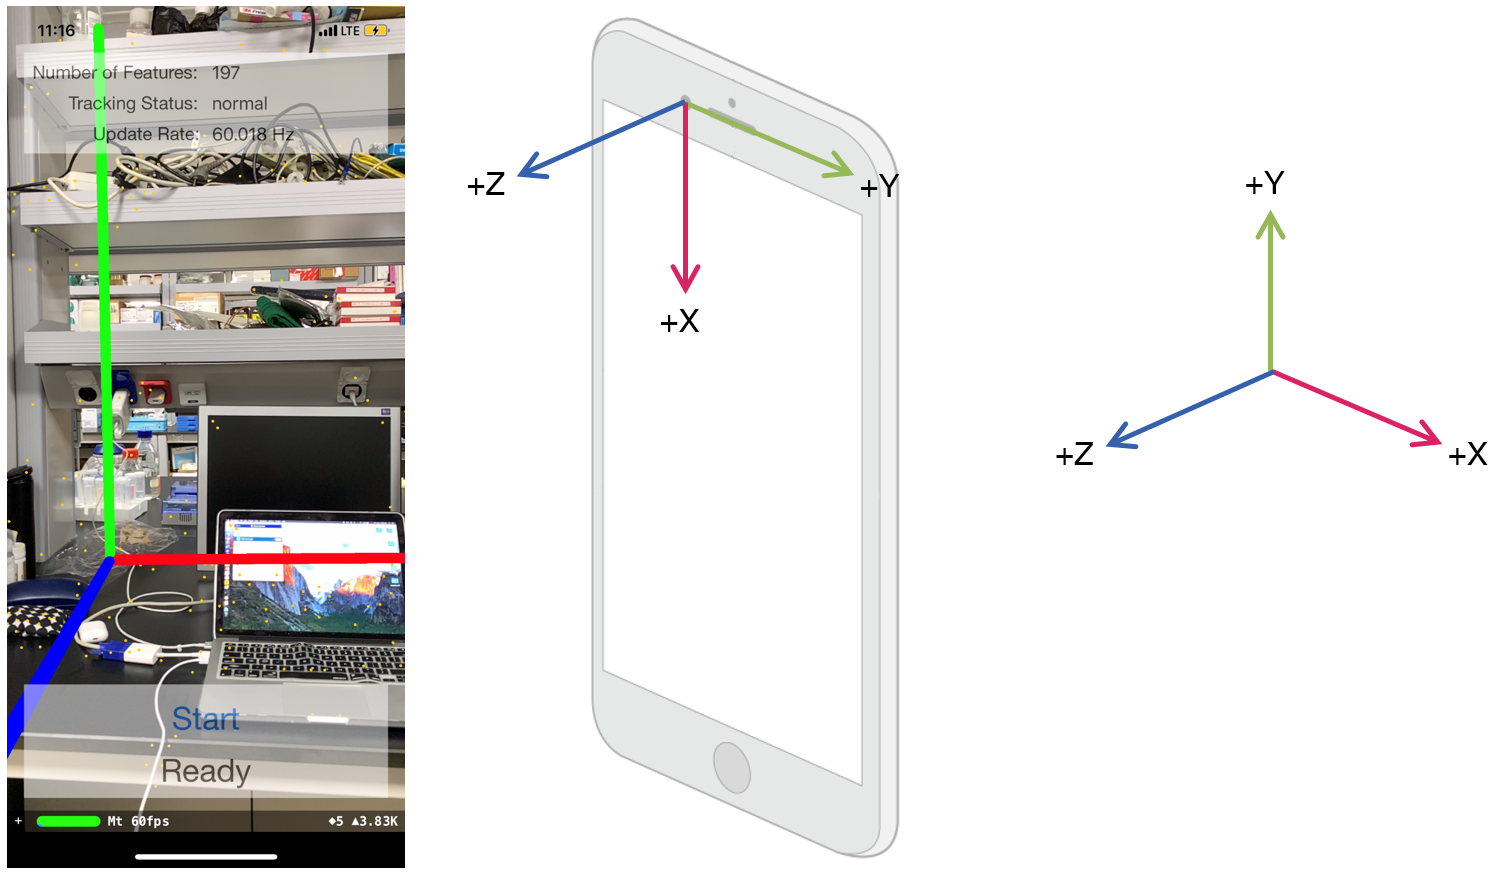 11:16
LTE
Number of Features: 197
Tracking Status: normal
Update Rate: 60.018 Hz
Start
Ready
+ Mt 60fps ◆5 ▲3.83K
+Z
+Y
+X
+Y
+Z
+X